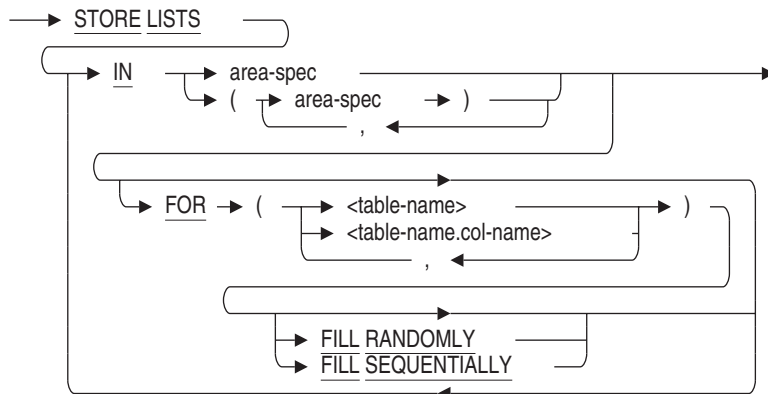 STORE LISTS
IN area-spec
( area-spec )
,
FOR ( <table-name> )
<table-name.col-name>
,
FILL RANDOMLY
FILL SEQUENTIALLY